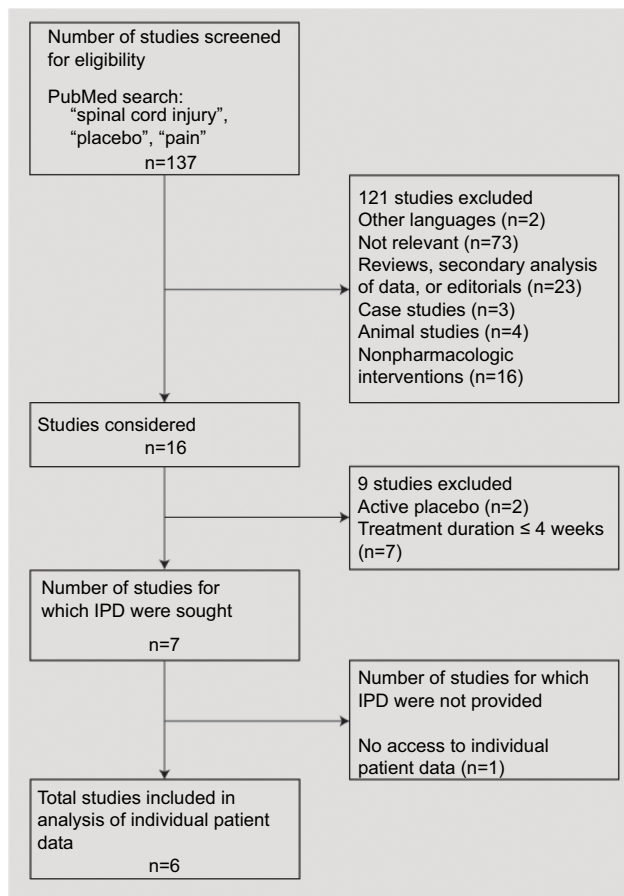 Number of studies screened
for eligibility
PubMed search:
"spinal cord injury",
"placebo", "pain"
n=137
121 studies excluded
Other languages (n=2)
Not relevant (n=73)
Reviews, secondary analysis
of data, or editorials (n=23)
Case studies (n=3)
Animal studies (n=4)
Nonpharmacologic
interventions (n=16)
Studies considered
n=16
9 studies excluded
Active placebo (n=2)
Treatment duration ≤ 4 weeks
(n=7)
Number of studies for
which IPD were sought
n=7
Number of studies for which
IPD were not provided
No access to individual
patient data (n=1)
Total studies included in
analysis of individual patient
data
n=6